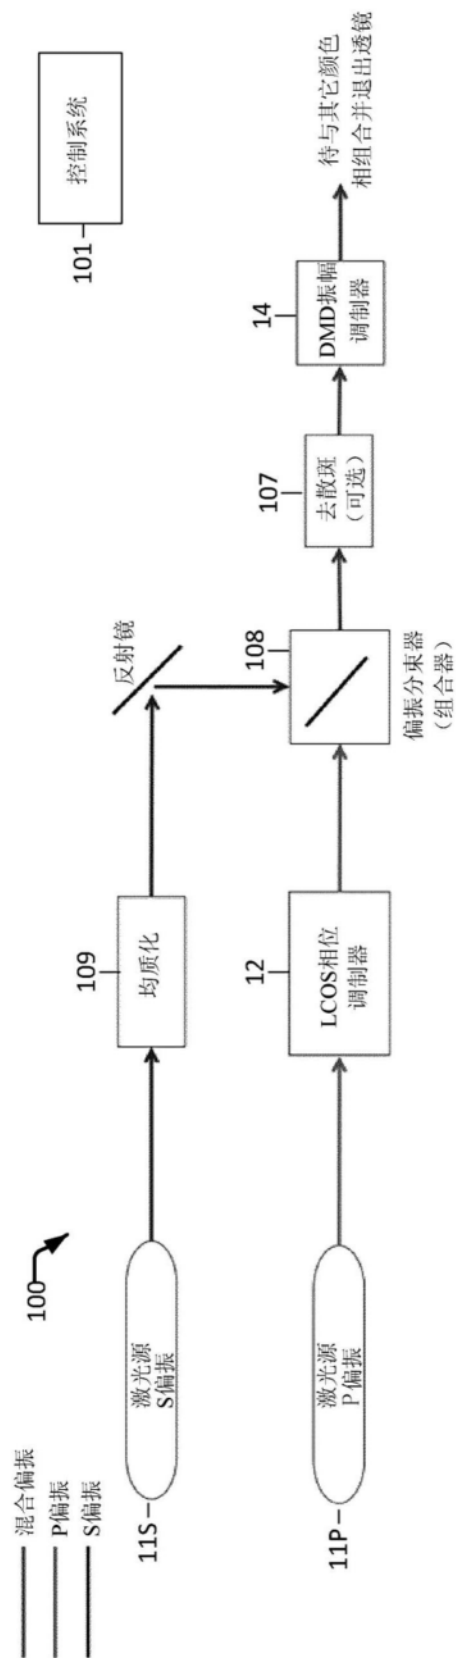 混合偏振
P偏振
S偏振
100
11S
激光源
S偏振
109
均质化
反射镜
101
控制系统
11P
激光源
P偏振
12
LCOS相位
调制器
108
偏振分束器
（组合器）
107
去散斑
（可选）
14
DMD振幅
调制器
待与其它颜色
相组合并退出透镜